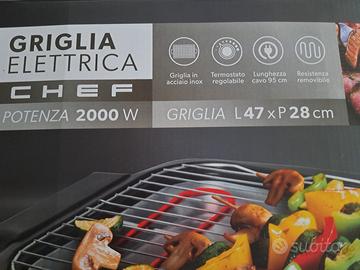 GRIGLIA
ELETTRICA
CHEF
POTENZA 2000 W
Griglia in
acciaio inox
Termostato
regolabile
Lunghezza
cavo 95 cm
Resistenza
removibile
GRIGLIA L 47 x P 28 cm
subito